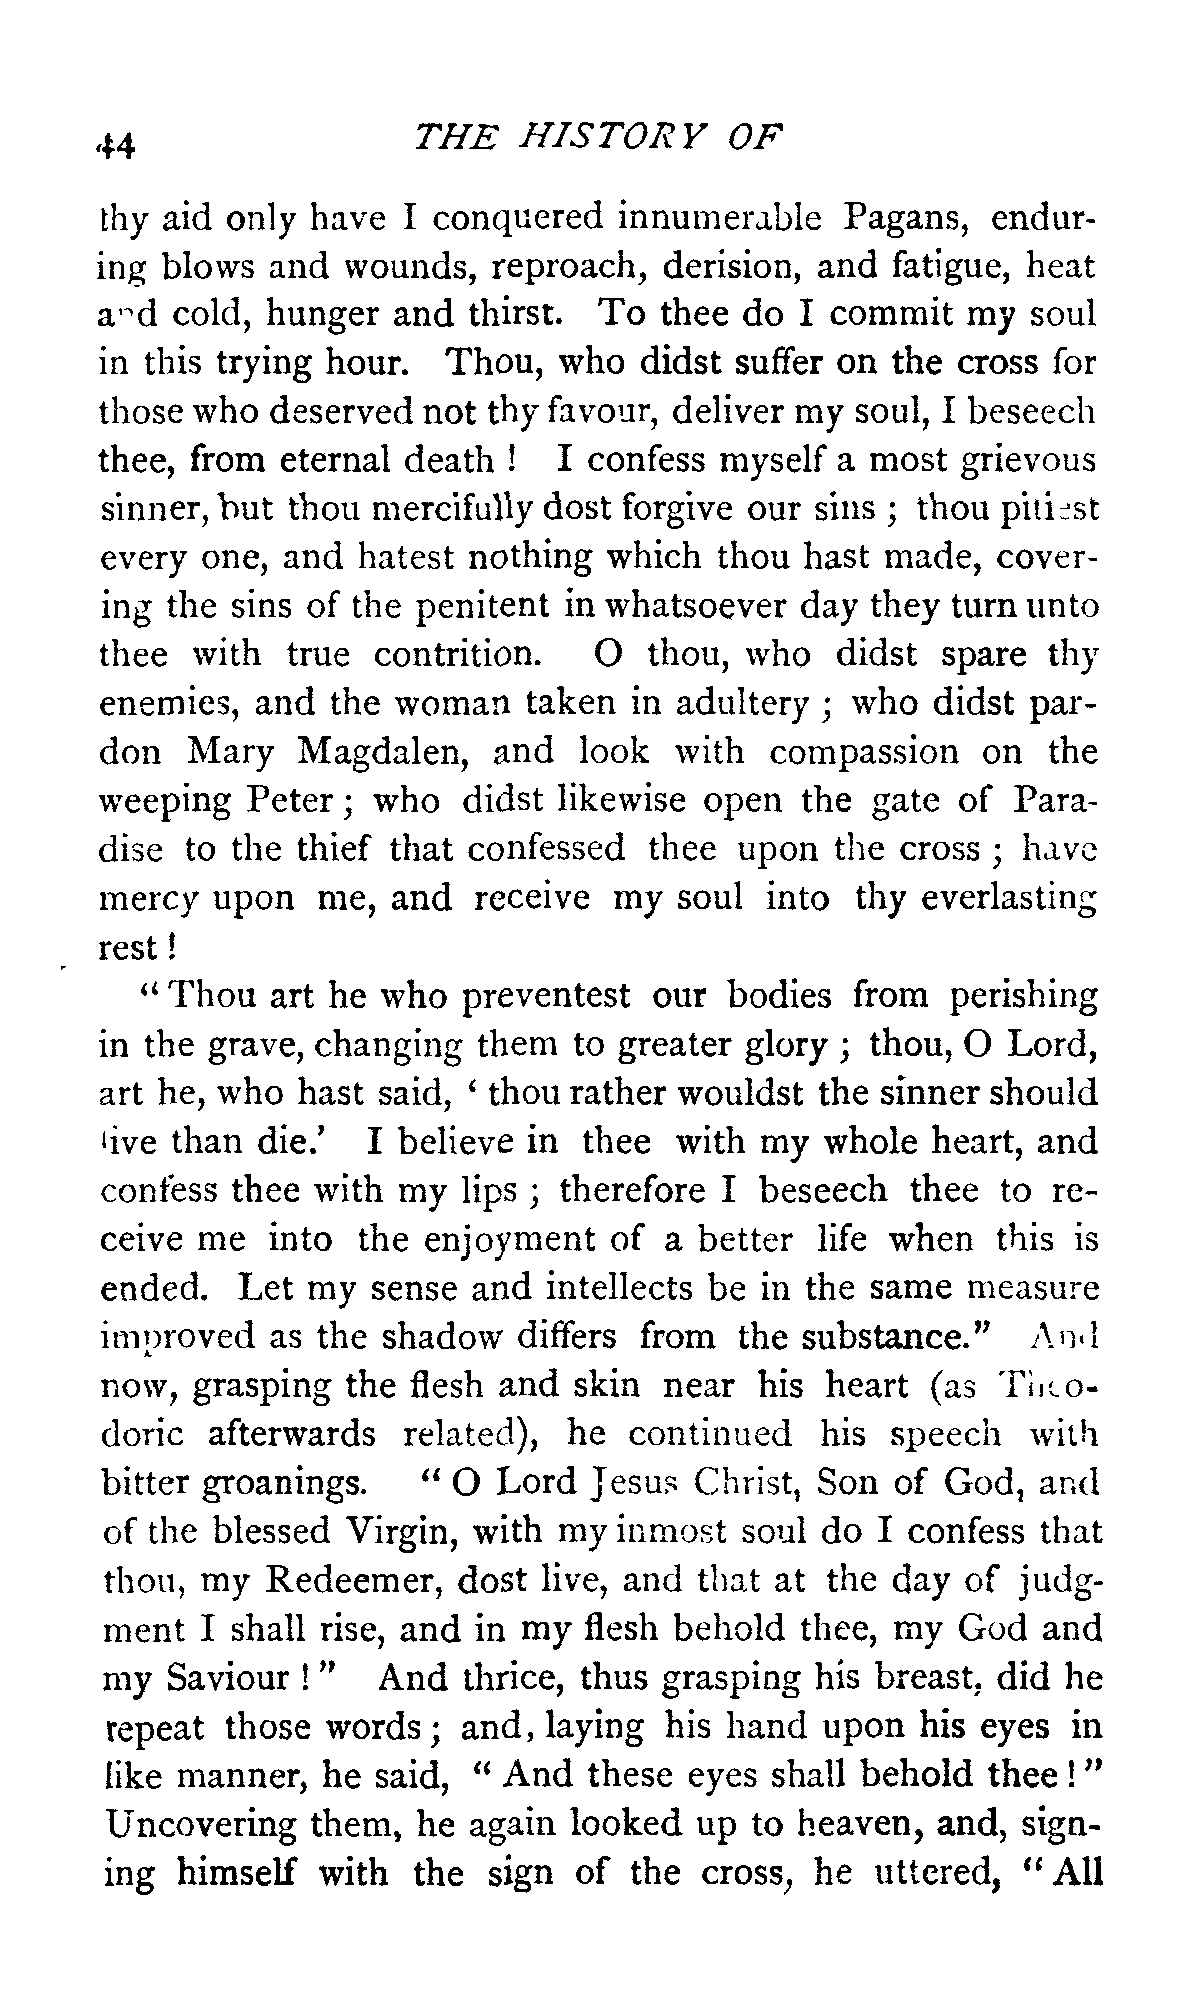 44 THE HISTORY OF
thy aid only have I conquered innumerable Pagans, endur-
ing blows and wounds, reproach, derision, and fatigue, heat
and cold, hunger and thirst. To thee do I commit my soul
in this trying hour. Thou, who didst suffer on the cross for
those who deserved not thy favour, deliver my soul, I beseech
thee, from eternal death ! I confess myself a most grievous
sinner, but thou mercifully dost forgive our sins ; thou pitiest
every one, and hatest nothing which thou hast made, cover-
ing the sins of the penitent in whatsoever day they turn unto
thee with true contrition. O thou, who didst spare thy
enemies, and the woman taken in adultery ; who didst par-
don Mary Magdalen, and look with compassion on the
weeping Peter ; who didst likewise open the gate of Para-
dise to the thief that confessed thee upon the cross ; have
mercy upon me, and receive my soul into thy everlasting
rest !
“ Thou art he who preventest our bodies from perishing
in the grave, changing them to greater glory ; thou, O Lord,
art he, who hast said, ‘ thou rather wouldst the sinner should
live than die.’ I believe in thee with my whole heart, and
confess thee with my lips ; therefore I beseech thee to re-
ceive me into the enjoyment of a better life when this is
ended. Let my sense and intellects be in the same measure
improved as the shadow differs from the substance.” And
now, grasping the flesh and skin near his heart (as Theo-
doric afterwards related), he continued his speech with
bitter groanings. “ O Lord Jesus Christ, Son of God, and
of the blessed Virgin, with my inmost soul do I confess that
thou, my Redeemer, dost live, and that at the day of judg-
ment I shall rise, and in my flesh behold thee, my God and
my Saviour ! ” And thrice, thus grasping his breast, did he
repeat those words ; and, laying his hand upon his eyes in
like manner, he said, “ And these eyes shall behold thee ! ”
Uncovering them, he again looked up to heaven, and, sign-
ing himself with the sign of the cross, he uttered, “ All